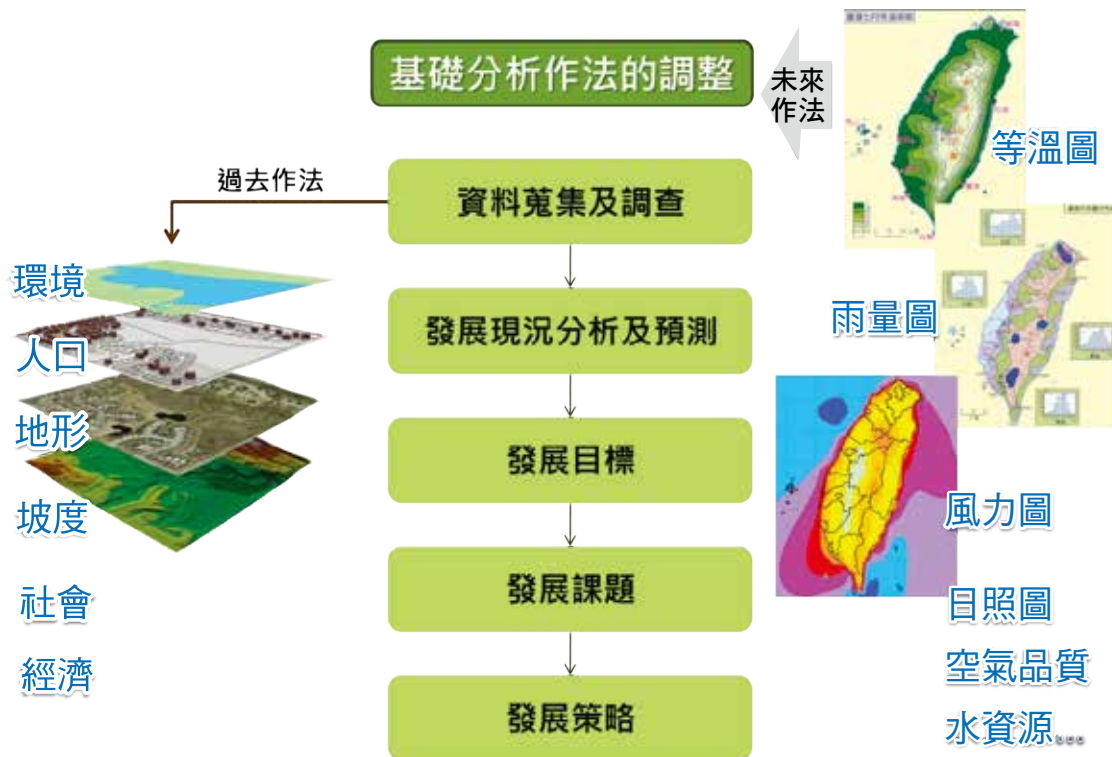 基礎分析作法的調整
未來
作法
過去作法
資料蒐集及調查
發展現況分析及預測
發展目標
發展課題
發展策略
環境
人口
地形
坡度
社會
經濟
等溫圖
雨量圖
風力圖
日照圖
空氣品質
水資源...